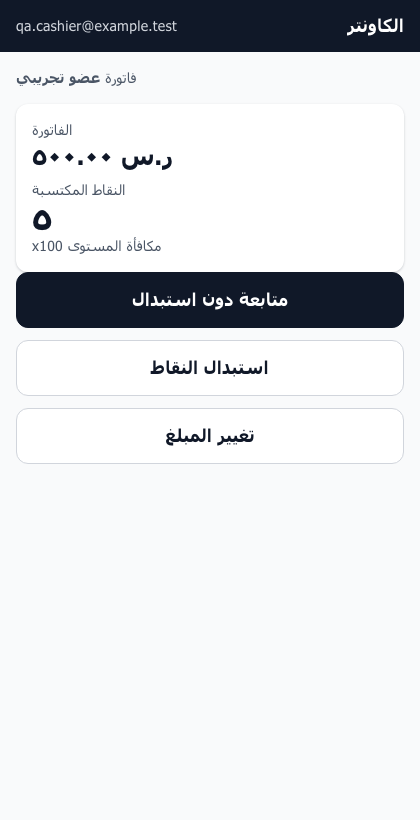 الكاونتر
qa.cashier@example.test
فاتورة عضو تجريبي
الفاتورة
ر.س ٥٠٠.٠٠
النقاط المكتسبة
٥
مكافأة المستوى x100
متابعة دون استبدال
استبدال النقاط
تغيير المبلغ